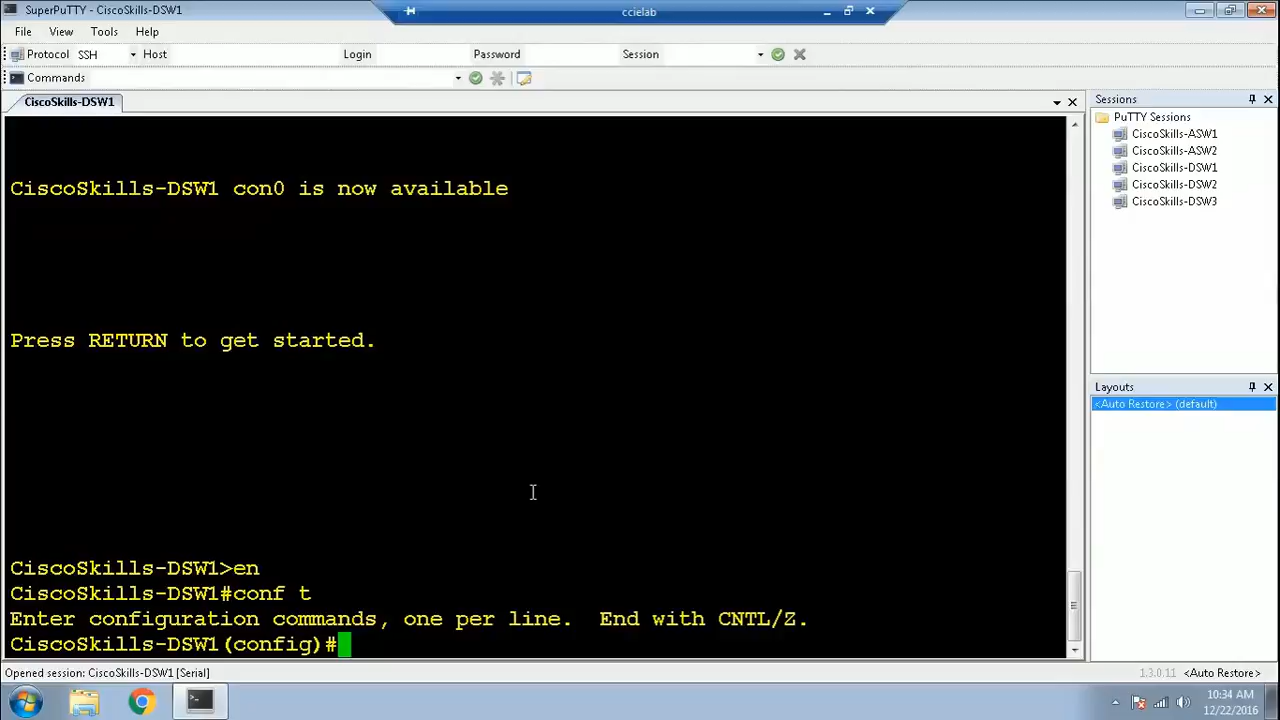 SuperPuTTY - CiscoSkills-DSW1
ccielab
File View Tools Help
Protocol SSH Host Login Password Session
Commands
CiscoSkills-DSW1
CiscoSkills-DSW1 con0 is now available
Press RETURN to get started.
CiscoSkills-DSW1>en
CiscoSkills-DSW1#conf t
Enter configuration commands, one per line.  End with CNTL/Z.
CiscoSkills-DSW1(config)#
Sessions
PuTTY Sessions
CiscoSkills-ASW1
CiscoSkills-ASW2
CiscoSkills-DSW1
CiscoSkills-DSW2
CiscoSkills-DSW3
Layouts
<Auto Restore> (default)
Opened session: CiscoSkills-DSW1 [Serial]
1.3.0.11 <Auto Restore>
10:34 AM
12/22/2016